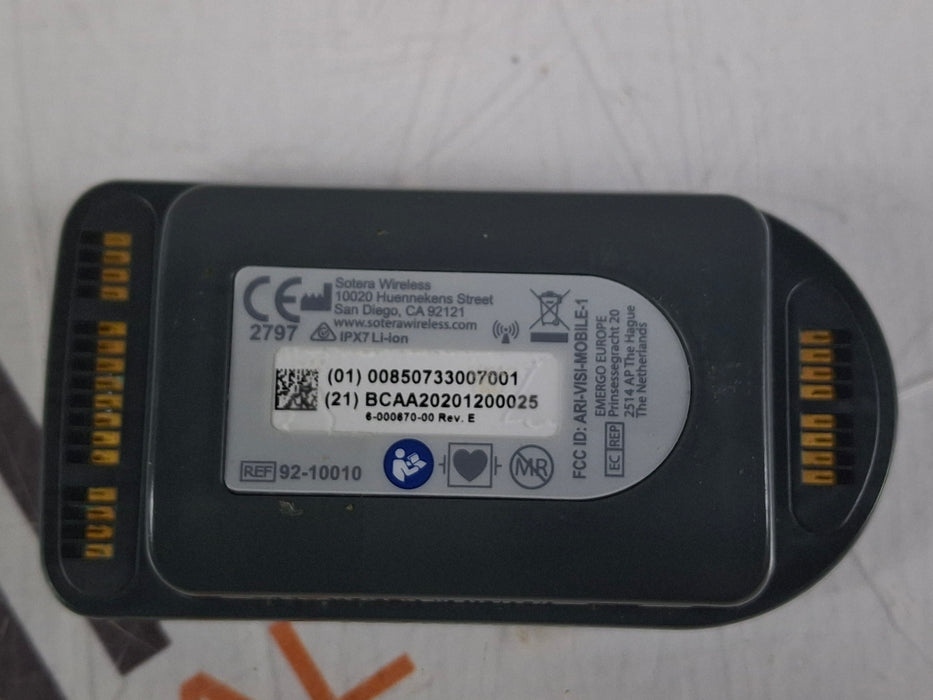 CE
2797
Sotera Wireless
10020 Huennekens Street
San Diego, CA 92121
www.soterawireless.com
IPX7 Li-ion
(01) 00850733007001
(21) BCAA20201200025
6-000670-00 Rev. E
REF 92-10010
MR
FCC ID: ARI-VISI-MOBILE-1
EC REP
EMERGO EUROPE
Prinsessegracht 20
2514 AP The Hague
The Netherlands
AL